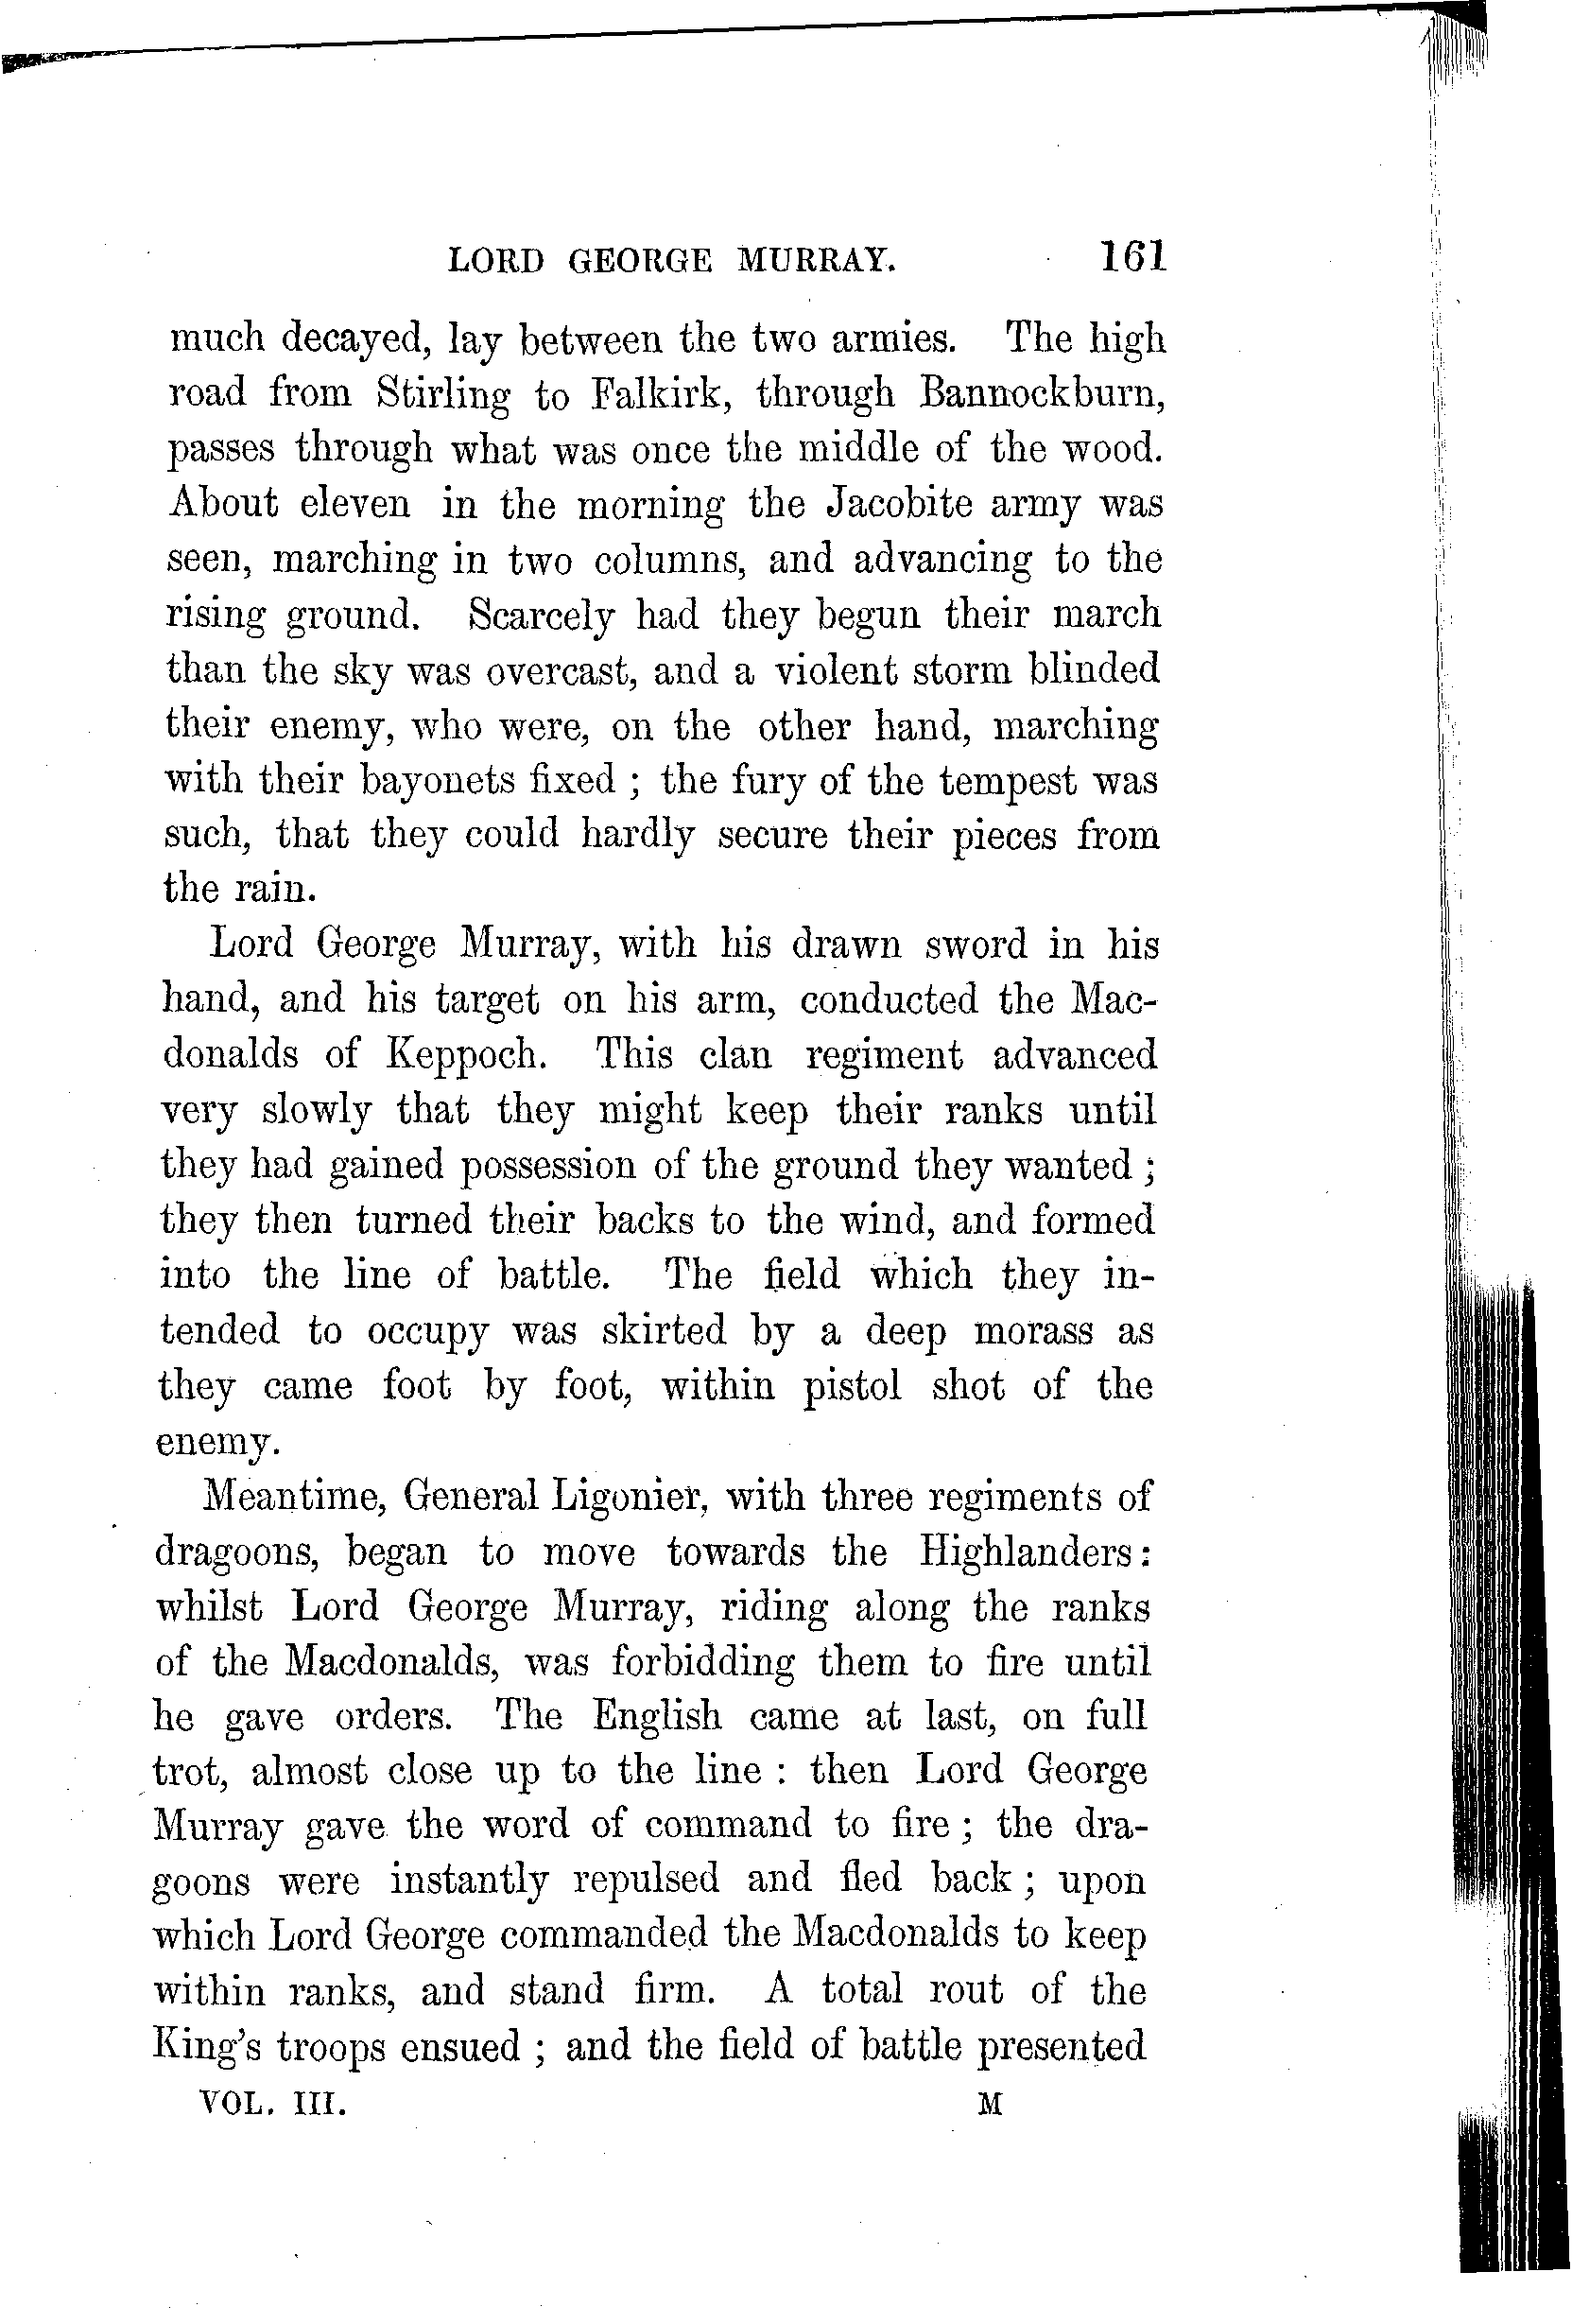 LORD GEORGE MURRAY. 161
much decayed, lay between the two armies. The high
road from Stirling to Falkirk, through Bannockburn,
passes through what was once the middle of the wood.
About eleven in the morning the Jacobite army was
seen, marching in two columns, and advancing to the
rising ground. Scarcely had they begun their march
than the sky was overcast, and a violent storm blinded
their enemy, who were, on the other hand, marching
with their bayonets fixed ; the fury of the tempest was
such, that they could hardly secure their pieces from
the rain.
Lord George Murray, with his drawn sword in his
hand, and his target on his arm, conducted the Mac-
donalds of Keppoch. This clan regiment advanced
very slowly that they might keep their ranks until
they had gained possession of the ground they wanted ;
they then turned their backs to the wind, and formed
into the line of battle. The field which they in-
tended to occupy was skirted by a deep morass as
they came foot by foot, within pistol shot of the
enemy.
Meantime, General Ligonier, with three regiments of
dragoons, began to move towards the Highlanders:
whilst Lord George Murray, riding along the ranks
of the Macdonalds, was forbidding them to fire until
he gave orders. The English came at last, on full
trot, almost close up to the line : then Lord George
Murray gave the word of command to fire ; the dra-
goons were instantly repulsed and fled back ; upon
which Lord George commanded the Macdonalds to keep
within ranks, and stand firm. A total rout of the
King's troops ensued ; and the field of battle presented
VOL. III. M